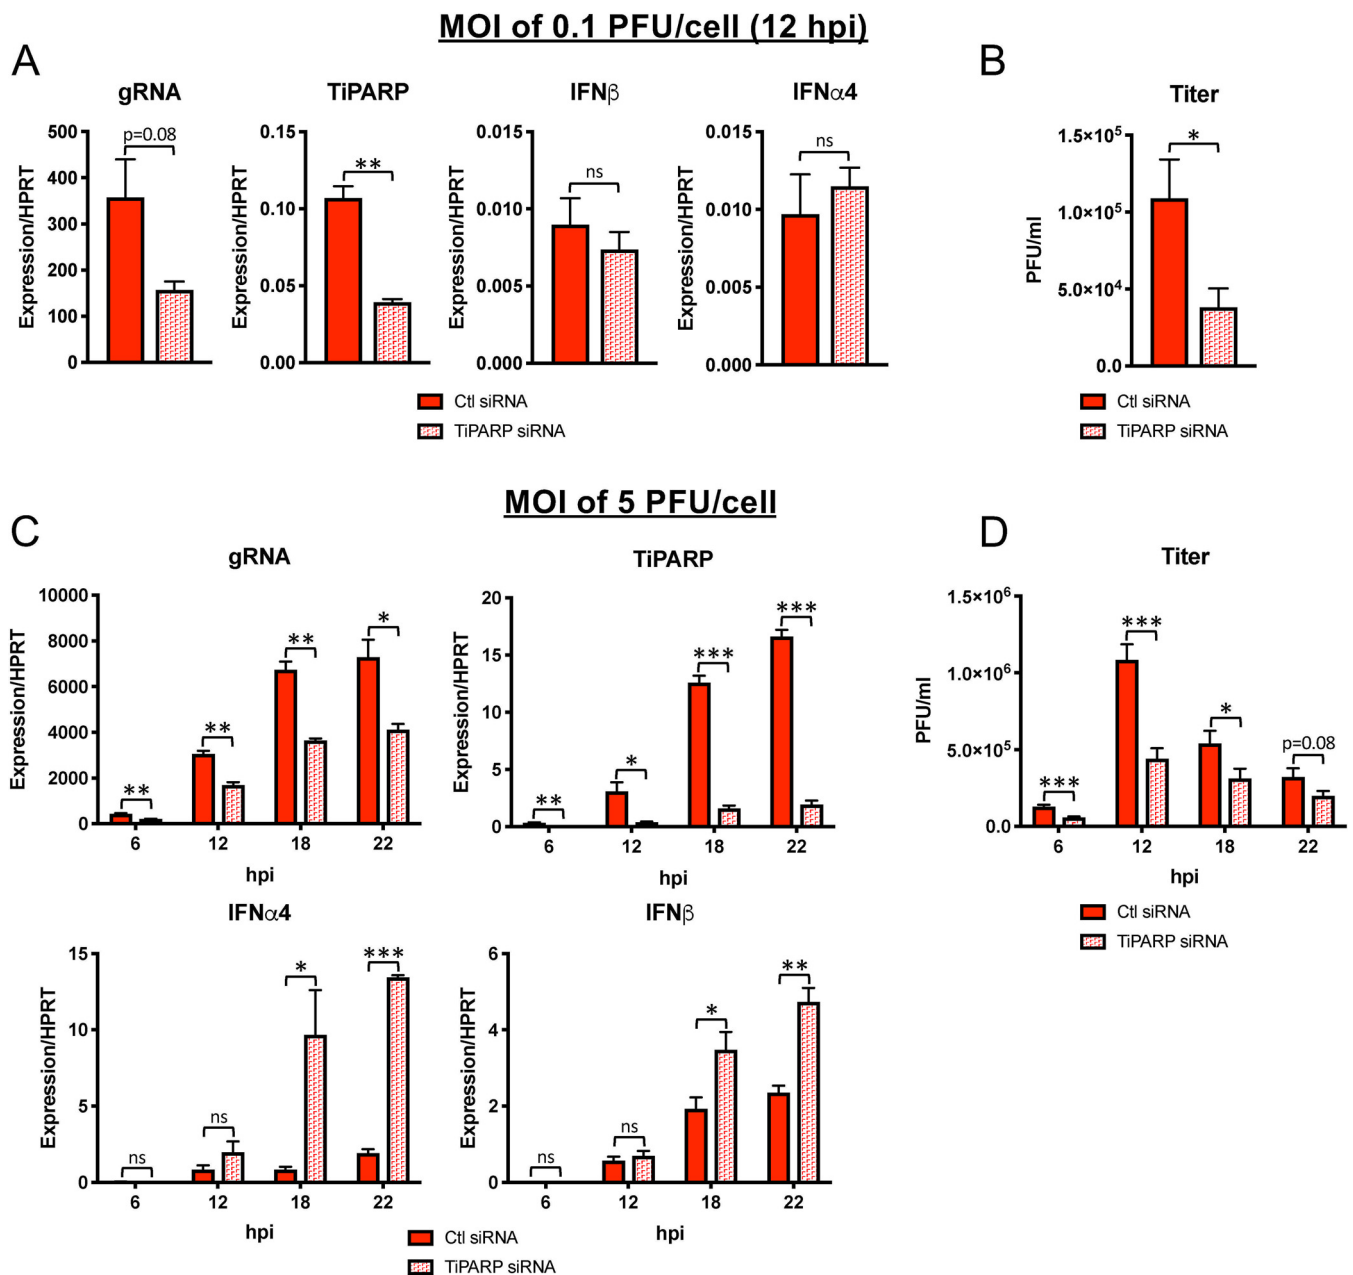 MOI of 0.1 PFU/cell (12 hpi)
A
B
gRNA
TiPARP
IFNβ
IFNα4
Titer
Expression/HPRT
500
400
300
200
100
0
p=0.08
Expression/HPRT
0.15
0.10
0.05
0.00
**
Expression/HPRT
0.015
0.010
0.005
0.000
ns
Expression/HPRT
0.015
0.010
0.005
0.000
ns
PFU/ml
1.5×10⁵
1.0×10⁵
5.0×10⁴
0.0
*
Ctl siRNA
TiPARP siRNA
Ctl siRNA
TiPARP siRNA
MOI of 5 PFU/cell
C
D
gRNA
Expression/HPRT
10000
8000
6000
4000
2000
0
**
**
**
*
6 12 18 22
hpi
TiPARP
Expression/HPRT
20
15
10
5
0
**
*
***
***
6 12 18 22
hpi
Titer
PFU/ml
1.5×10⁶
1.0×10⁶
5.0×10⁵
0.0
***
***
*
p=0.08
6 12 18 22
hpi
Ctl siRNA
TiPARP siRNA
IFNα4
Expression/HPRT
15
10
5
0
ns
ns
*
***
6 12 18 22
hpi
IFNβ
Expression/HPRT
6
4
2
0
ns
ns
*
**
6 12 18 22
hpi
Ctl siRNA
TiPARP siRNA